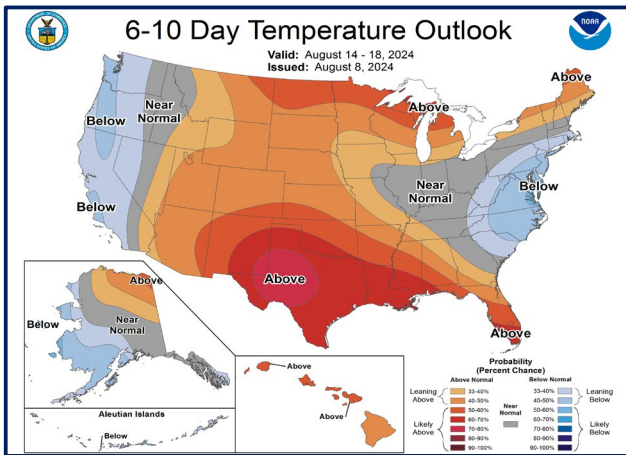 6-10 Day Temperature Outlook
NOAA
Valid: August 14 - 18, 2024
Issued: August 8, 2024
Above
Near
Normal
Below
Above
Below
Near
Normal
Below
Above
Above
Above
Near
Normal
Below
Above
Above
Aleutian Islands
Below
Above
Probability
(Percent Chance)
Above Normal
Below Normal
Leaning
Above
33-40%
40-50%
33-40%
40-50%
Leaning
Below
Near
Normal
Likely
Above
50-60%
60-70%
70-80%
80-90%
90-100%
50-60%
60-70%
70-80%
80-90%
90-100%
Likely
Below